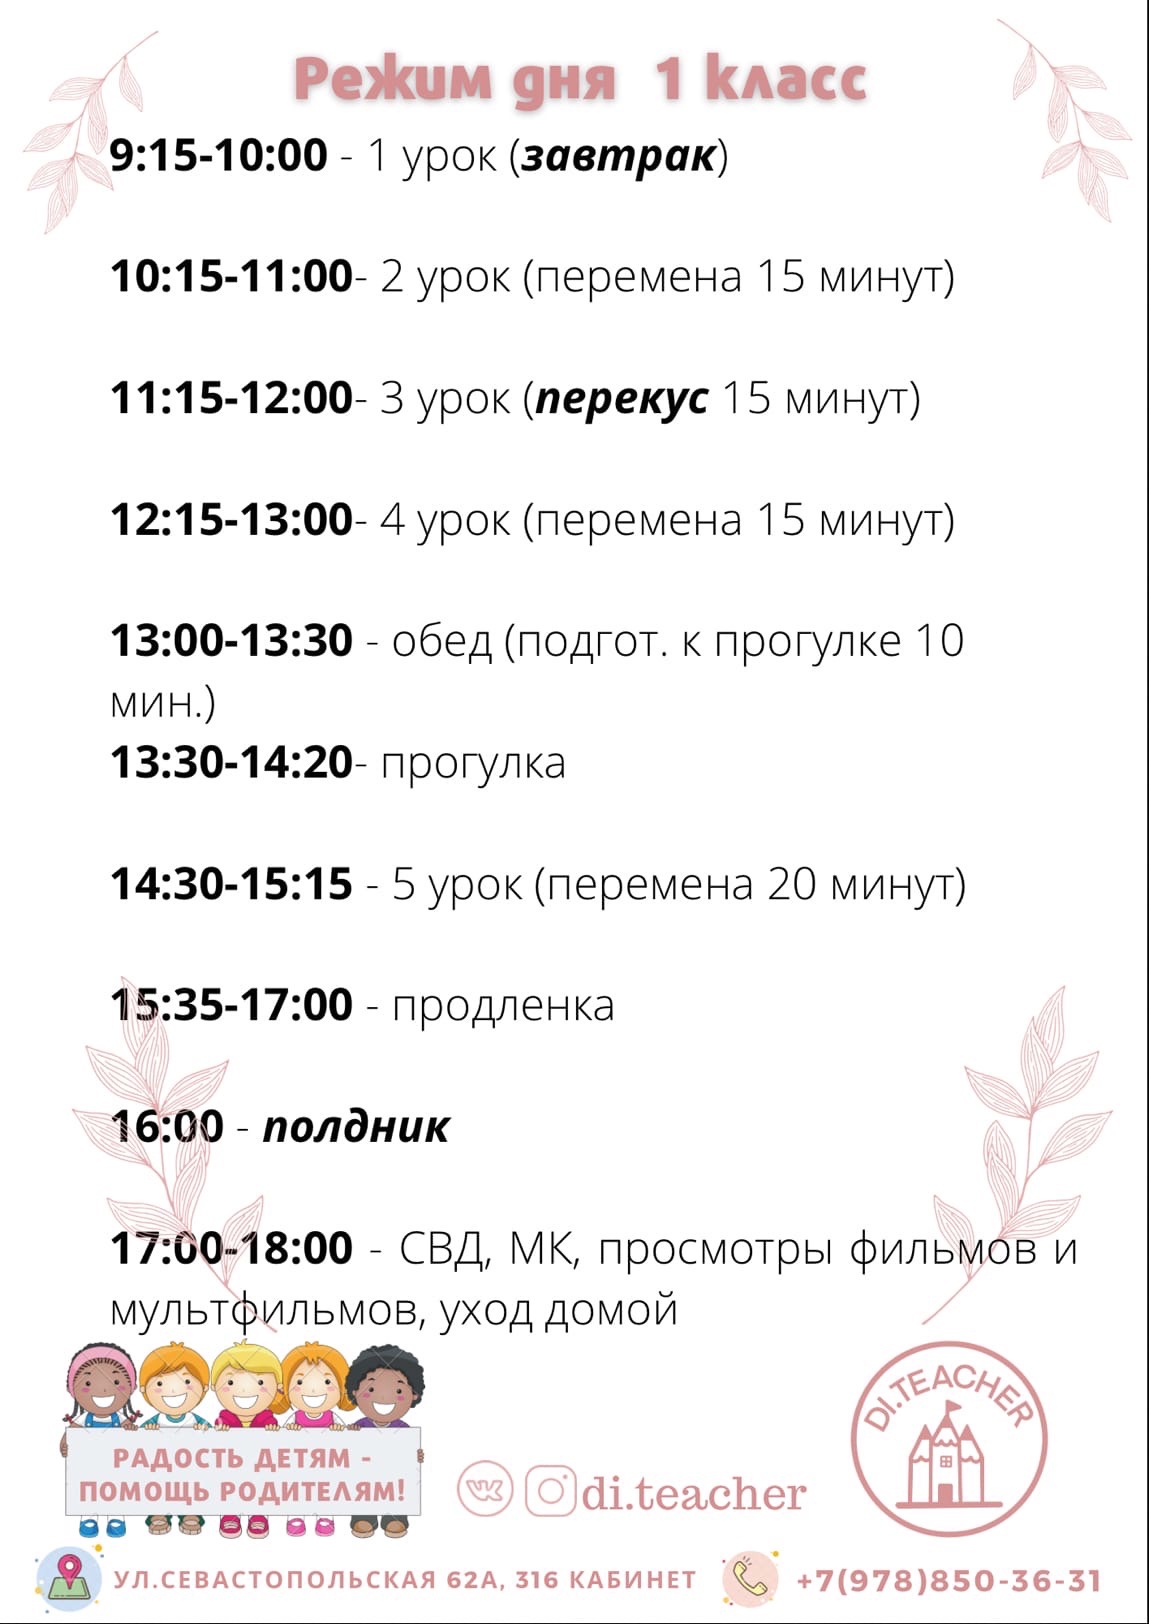 Режим дня 1 класс
9:15-10:00 - 1 урок (завтрак)
10:15-11:00- 2 урок (перемена 15 минут)
11:15-12:00- 3 урок (перекус 15 минут)
12:15-13:00- 4 урок (перемена 15 минут)
13:00-13:30 - обед (подгот. к прогулке 10
мин.)
13:30-14:20- прогулка
14:30-15:15 - 5 урок (перемена 20 минут)
15:35-17:00 - продленка
16:00 - полдник
17:00-18:00 - СВД, МК, просмотры фильмов и
мультфильмов, уход домой
DI.TEACHER
РАДОСТЬ ДЕТЯМ -
ПОМОЩЬ РОДИТЕЛЯМ!
di.teacher
УЛ.СЕВАСТОПОЛЬСКАЯ 62А, 316 КАБИНЕТ
+7(978)850-36-31